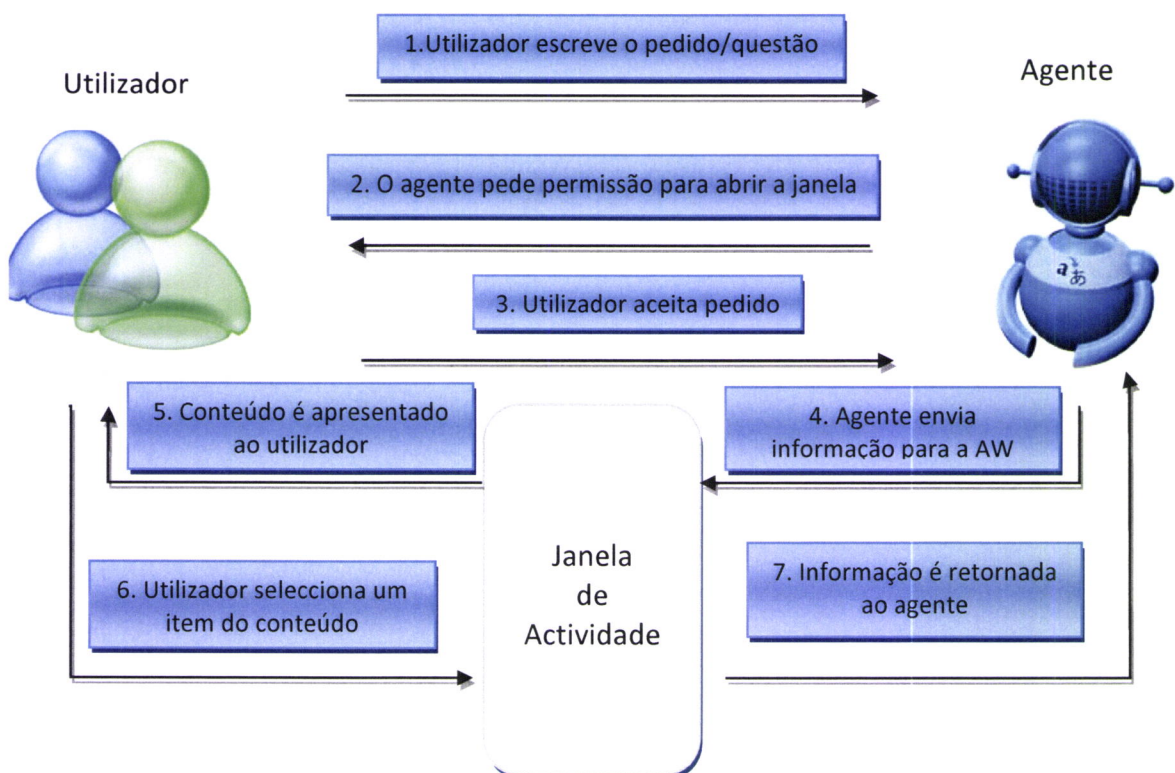 1.Utilizador escreve o pedido/questão
Utilizador
Agente
2. O agente pede permissão para abrir a janela
aあ
3. Utilizador aceita pedido
5. Conteúdo é apresentado
ao utilizador
4. Agente envia
informação para a AW
Janela
de
Actividade
6. Utilizador selecciona um
item do conteúdo
7. Informação é retornada
ao agente